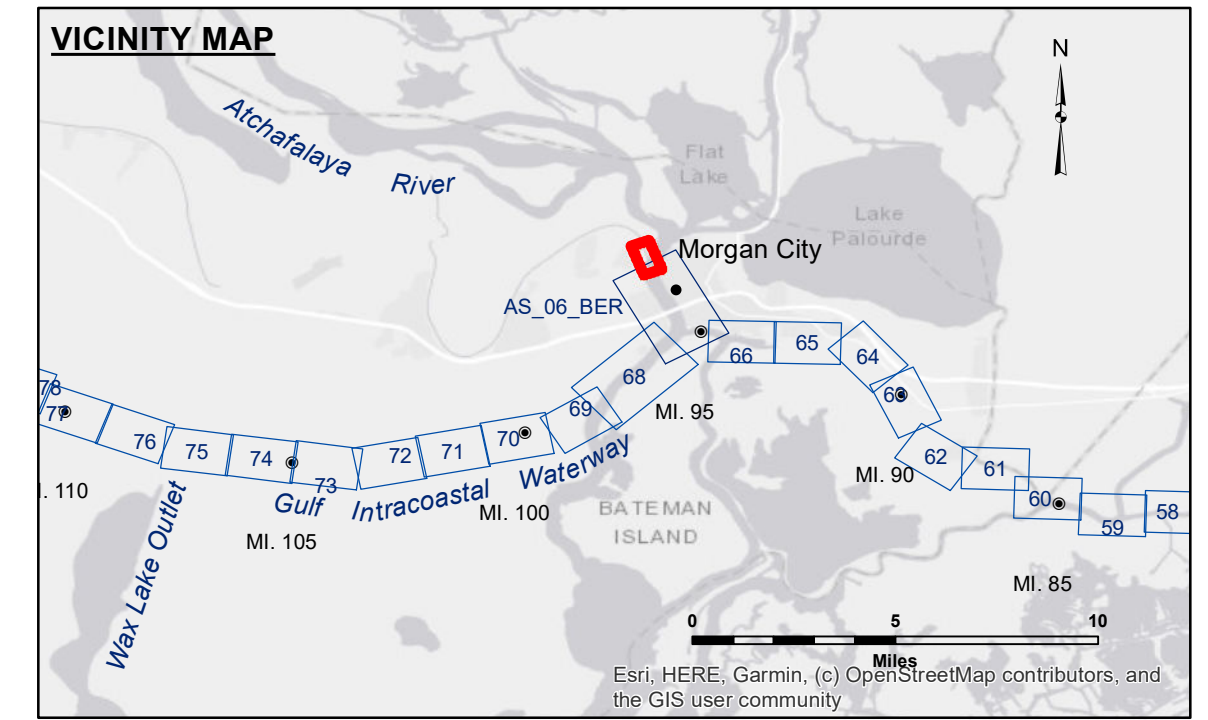 VICINITY MAP
N
Atchafalaya
River
Flat
Lake
Lake
Palourde
Morgan City
AS_06_BER
66
65
64
63
68
69
MI. 95
78
77
76
75
74
73
72
71
70
62
61
60
59
58
MI. 90
I. 110
Gulf
Intracoastal
Waterway
MI. 100
MI. 105
BATEMAN
ISLAND
Wax Lake Outlet
MI. 85
0
5
10
Miles
Esri, HERE, Garmin, (c) OpenStreetMap contributors, and
the GIS user community